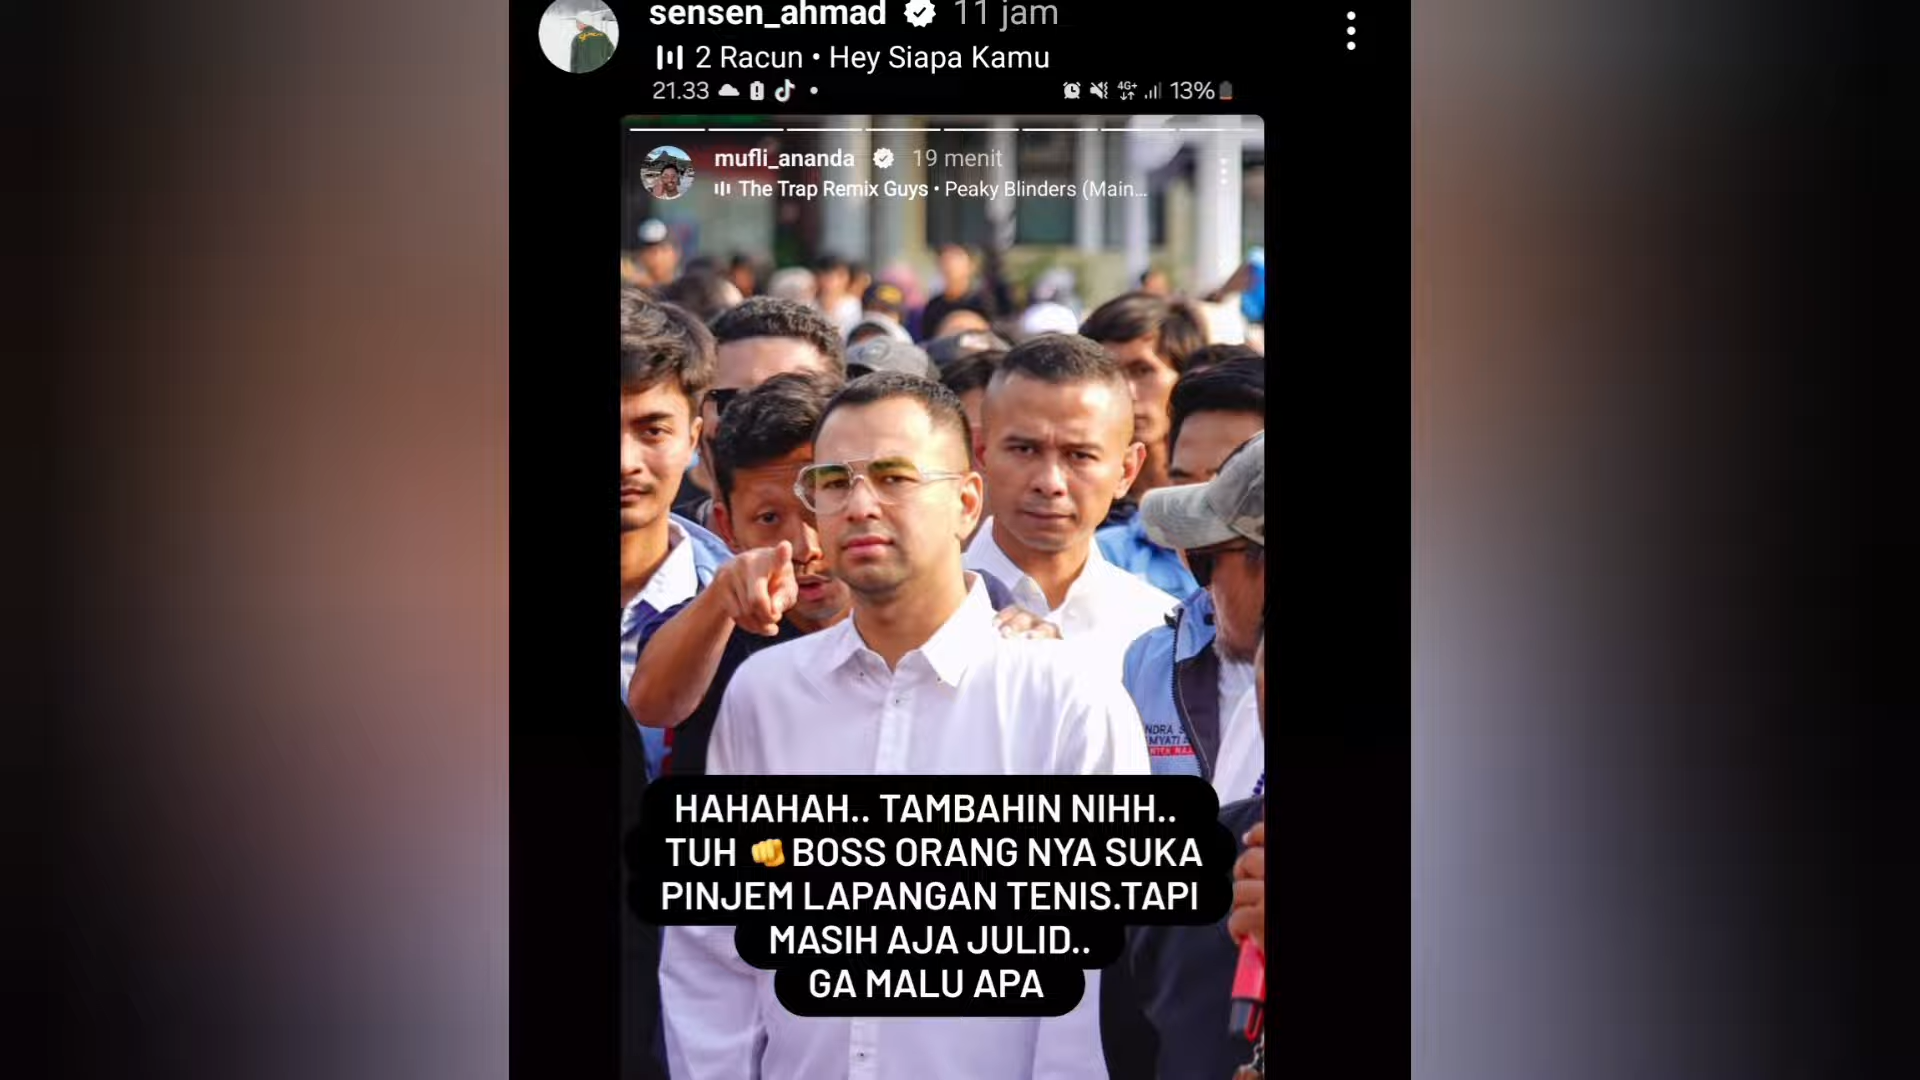 sensen_ahmad 11 jam
2 Racun • Hey Siapa Kamu
21.33 4G+ 13%
mufli_ananda 19 menit
The Trap Remix Guys • Peaky Blinders (Main...
HAHAHAH.. TAMBAHIN NIHH..
TUH 👊BOSS ORANG NYA SUKA
PINJEM LAPANGAN TENIS.TAPI
MASIH AJA JULID..
GA MALU APA